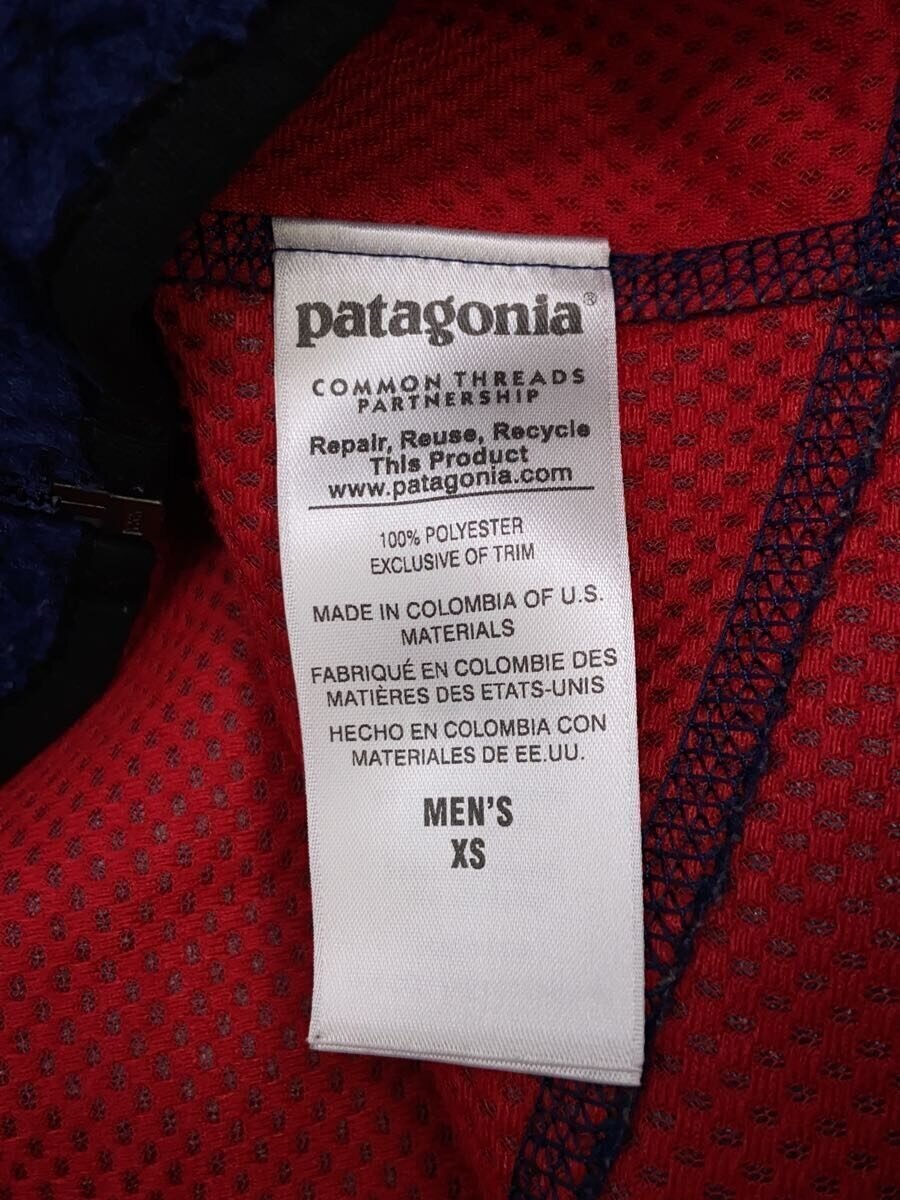 patagonia®
COMMON THREADS
PARTNERSHIP
Repair, Reuse, Recycle
This Product
www.patagonia.com
100% POLYESTER
EXCLUSIVE OF TRIM
MADE IN COLOMBIA OF U.S.
MATERIALS
FABRIQUÉ EN COLOMBIE DES
MATIÈRES DES ETATS-UNIS
HECHO EN COLOMBIA CON
MATERIALES DE EE.UU.
MEN'S
XS